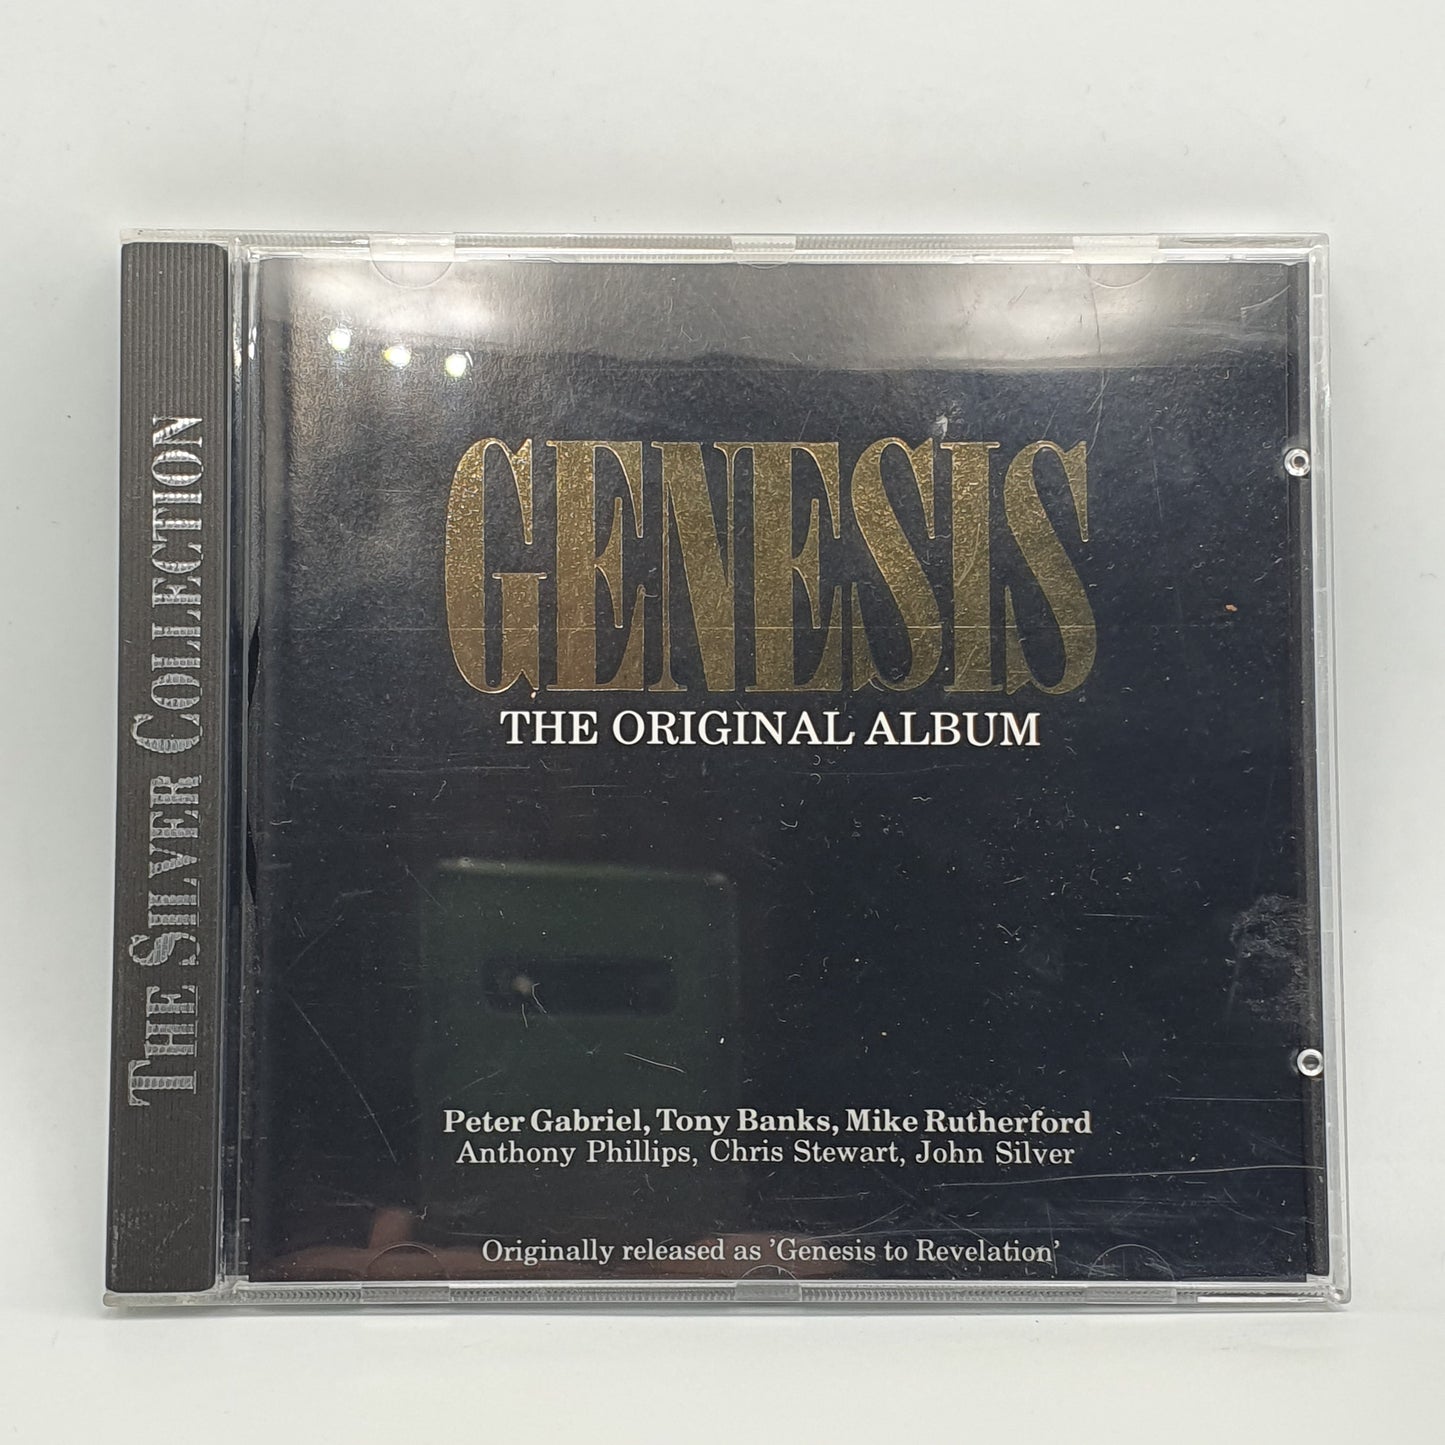 THE SILVER COLLECTION
GENESIS
THE ORIGINAL ALBUM
Peter Gabriel, Tony Banks, Mike Rutherford
Anthony Phillips, Chris Stewart, John Silver
Originally released as ’Genesis to Revelation’